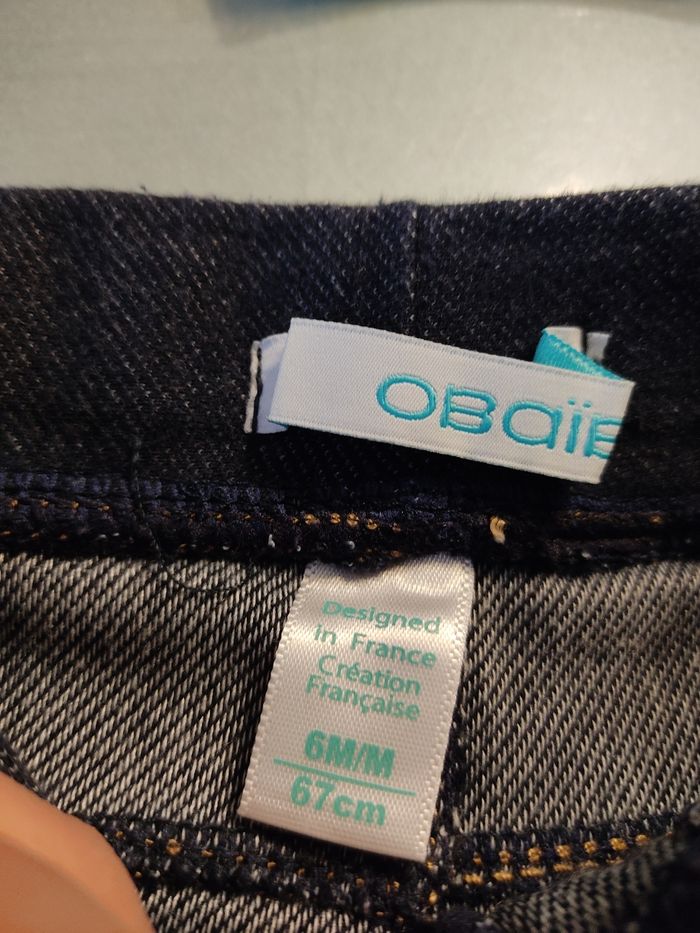 OBaïB
Designed
in France
Création
Française
6M/M
67cm